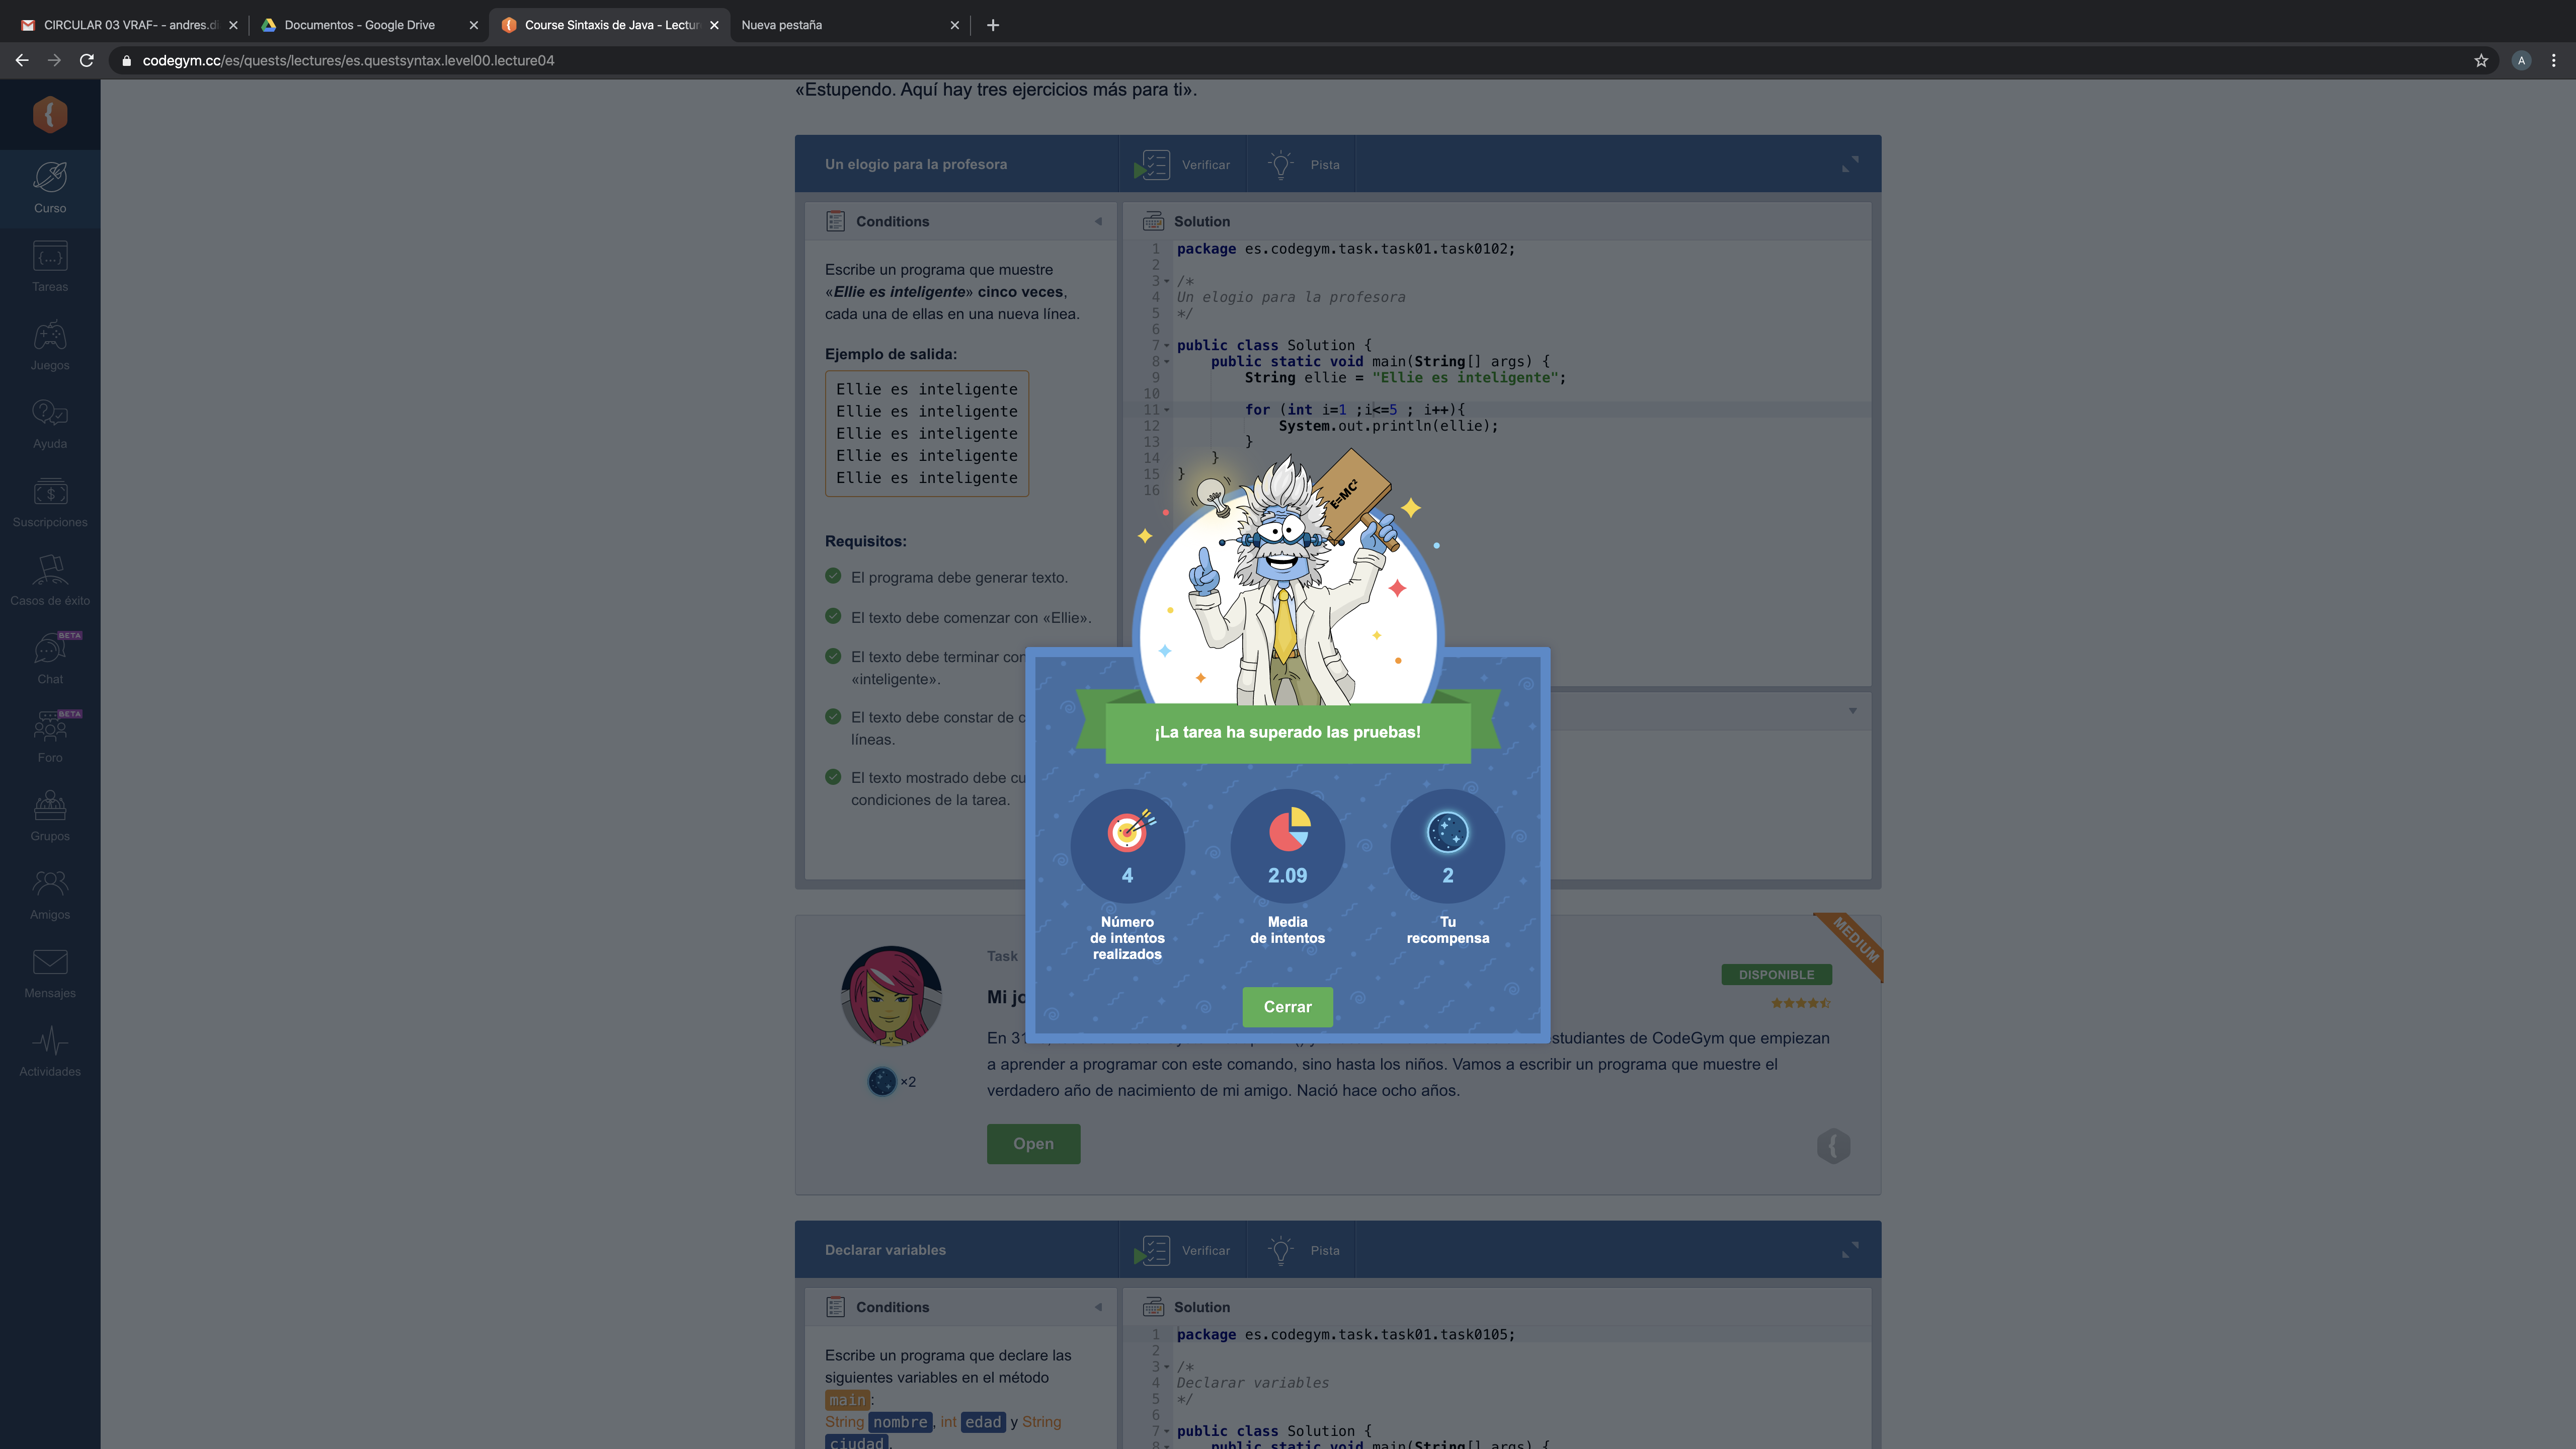 CIRCULAR 03 VRAF- - andres.di
Documentos - Google Drive
Course Sintaxis de Java - Lectur
Nueva pestaña
codegym.cc/es/quests/lectures/es.questsyntax.level00.lecture04
A
Curso
Tareas
Juegos
Ayuda
Suscripciones
Casos de éxito
BETA
Chat
BETA
Foro
Grupos
Amigos
Mensajes
Actividades
«Estupendo. Aquí hay tres ejercicios más para ti».
Un elogio para la profesora
Verificar
Pista
Conditions
Escribe un programa que muestre
«Ellie es inteligente» cinco veces,
cada una de ellas en una nueva línea.
Ejemplo de salida:
Ellie es inteligente
Ellie es inteligente
Ellie es inteligente
Ellie es inteligente
Ellie es inteligente
Requisitos:
El programa debe generar texto.
El texto debe comenzar con «Ellie».
El texto debe terminar con
«inteligente».
El texto debe constar de c
líneas.
El texto mostrado debe cu
condiciones de la tarea.
Solution
1 package es.codegym.task.task01.task0102;
2
3 /*
4 Un elogio para la profesora
5 */
6
7 public class Solution {
8 public static void main(String[] args) {
9 String ellie = "Ellie es inteligente";
10
11 for (int i=1 ;i<=5 ; i++){
12 System.out.println(ellie);
13 }
14 }
15 }
16
E=MC²
¡La tarea ha superado las pruebas!
4
Número
de intentos
realizados
2.09
Media
de intentos
2
Tu
recompensa
Cerrar
×2
Task
Mi jo
MEDIUM
DISPONIBLE
En 31
studiantes de CodeGym que empiezan
a aprender a programar con este comando, sino hasta los niños. Vamos a escribir un programa que muestre el
verdadero año de nacimiento de mi amigo. Nació hace ocho años.
Open
Declarar variables
Verificar
Pista
Conditions
Escribe un programa que declare las
siguientes variables en el método
main:
String nombre, int edad y String
ciudad.
Solution
1 package es.codegym.task.task01.task0105;
2
3 /*
4 Declarar variables
5 */
6
7 public class Solution {
8 public static void main(String[] args) {